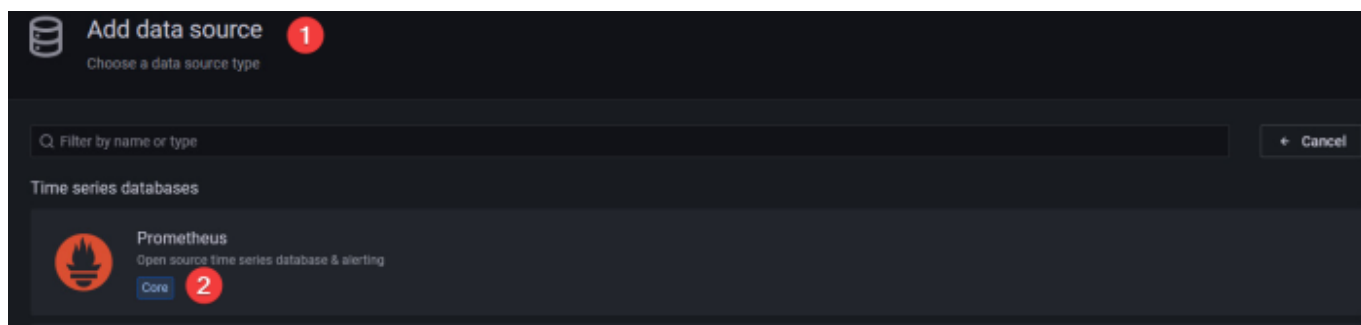 Add data source
1
Choose a data source type
Filter by name or type
Cancel
Time series databases
Prometheus
Open source time series database & alerting
Core
2